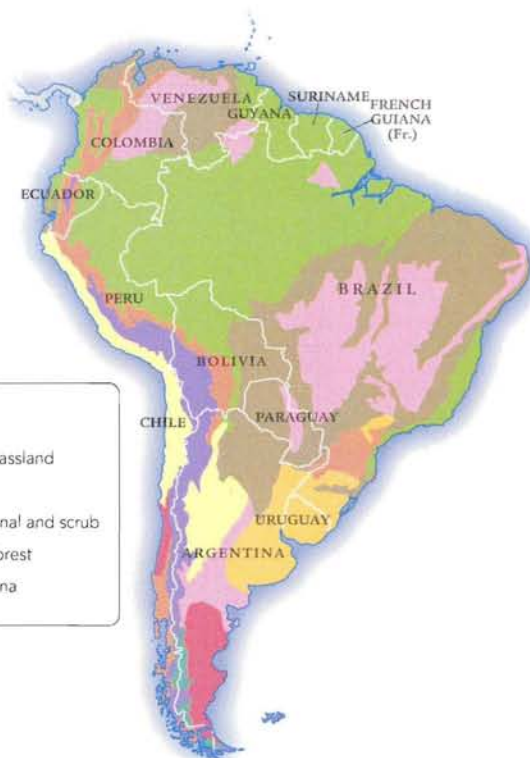 VENEZUELA
SURINAME
GUYANA
FRENCH
GUIANA
(Fr.)
COLOMBIA
ECUADOR
PERU
BRAZIL
BOLIVIA
CHILE
PARAGUAY
URUGUAY
ARGENTINA
assland
nal and scrub
orest
na